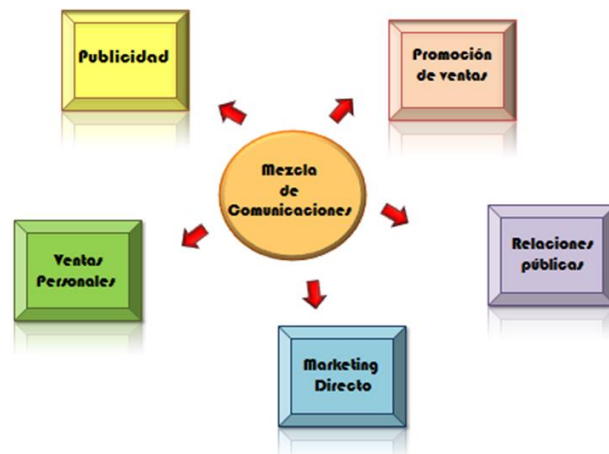 Publicidad
Promoción
de ventas
Mezcla
de
Comunicaciones
Ventas
Personales
Relaciones
públicas
Marketing
Directo